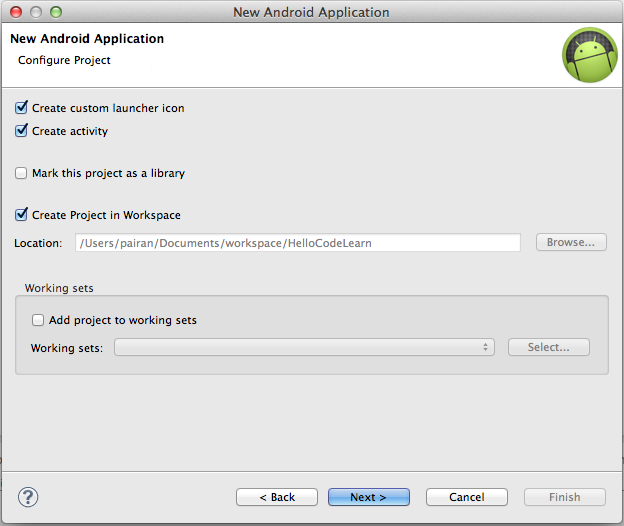 New Android Application
New Android Application
Configure Project
Create custom launcher icon
Create activity
Mark this project as a library
Create Project in Workspace
Location: /Users/pairan/Documents/workspace/HelloCodeLearn Browse...
Working sets
Add project to working sets
Working sets: Select...
? < Back Next > Cancel Finish